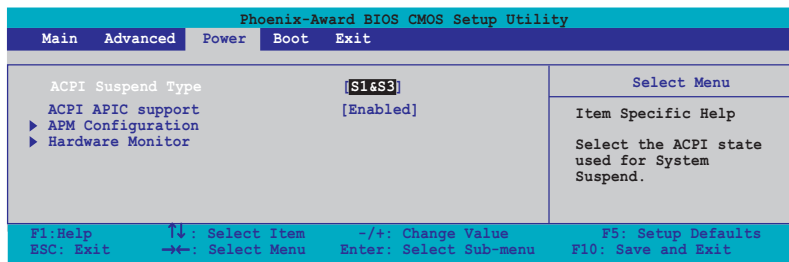 Phoenix-Award BIOS CMOS Setup Utility
Main Advanced Power Boot Exit
ACPI Suspend Type [S1&S3]
ACPI APIC support [Enabled]
APM Configuration
Hardware Monitor
Select Menu
Item Specific Help
Select the ACPI state
used for System
Suspend.
F1:Help ↑↓: Select Item -/+: Change Value F5: Setup Defaults
ESC: Exit →←: Select Menu Enter: Select Sub-menu F10: Save and Exit